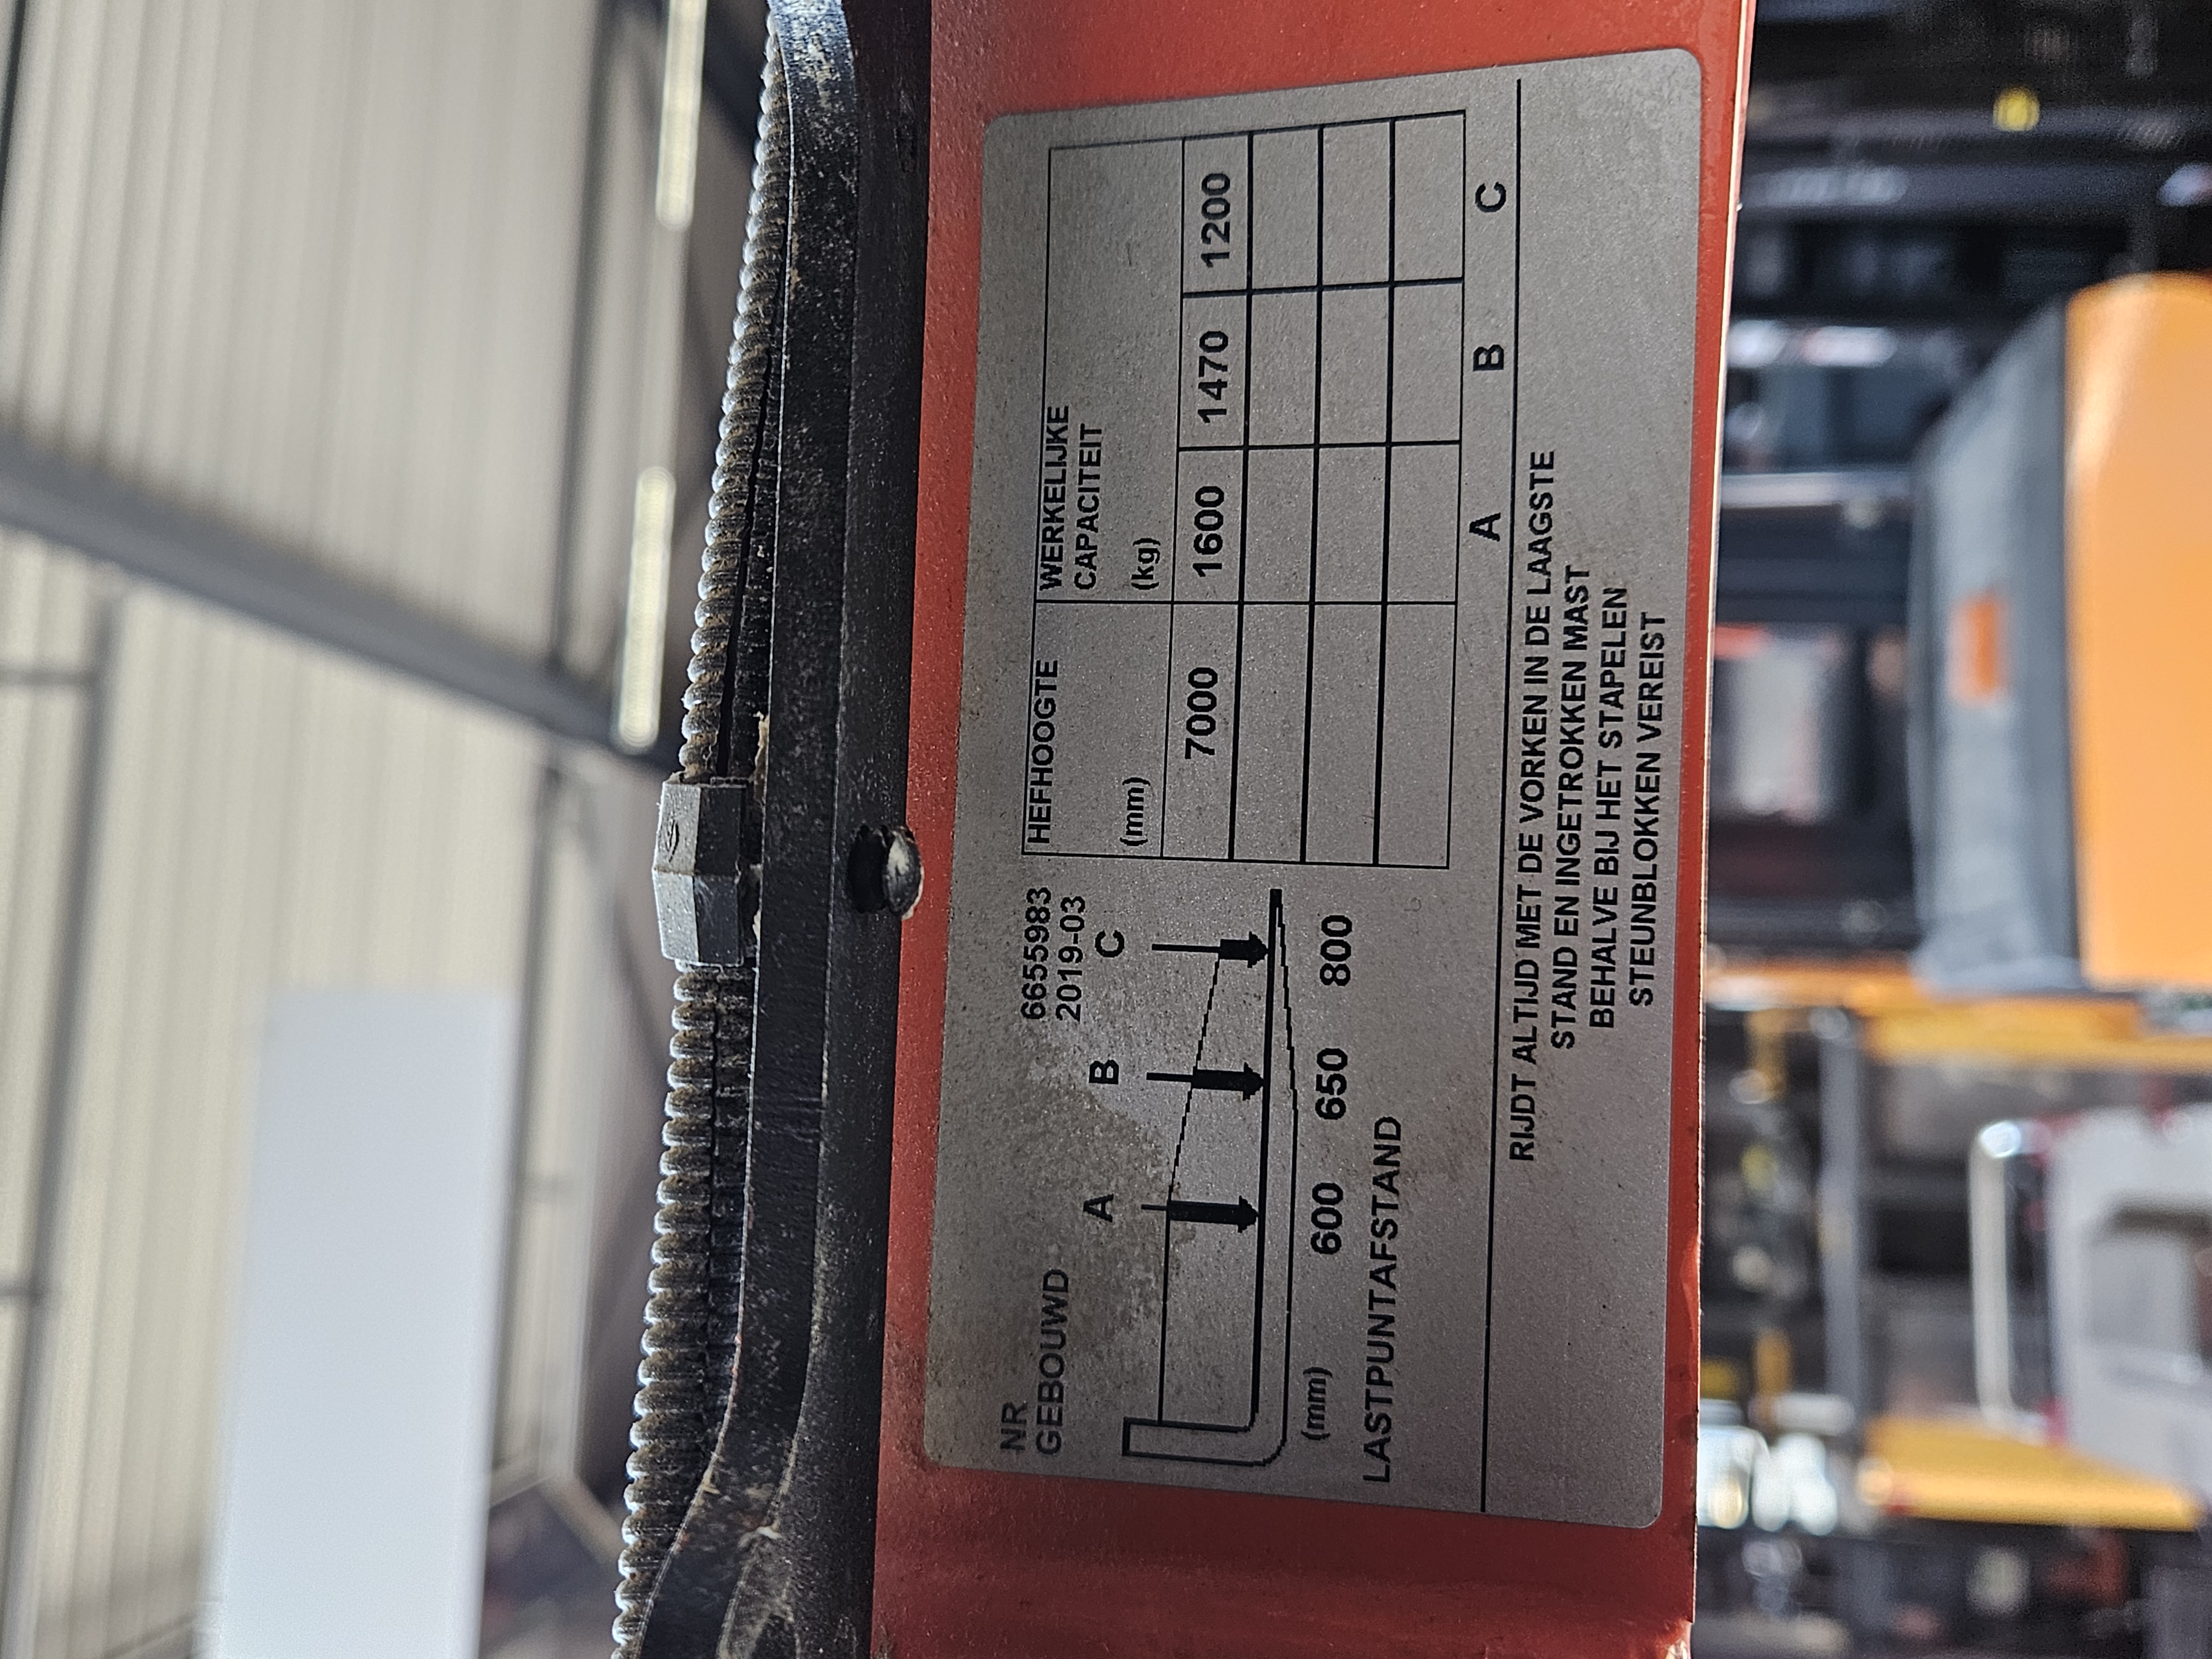 NR 6655983
GEBOUWD 2019-03
A B C
(mm) 600 650 800
LASTPUNTAFSTAND
HEFHOOGTE WERKELIJKE
CAPACITEIT
(mm) (kg)
7000 1600 1470 1200
A B C
RIJDT ALTIJD MET DE VORKEN IN DE LAAGSTE
STAND EN INGETROKKEN MAST
BEHALVE BIJ HET STAPELEN
STEUNBLOKKEN VEREIST